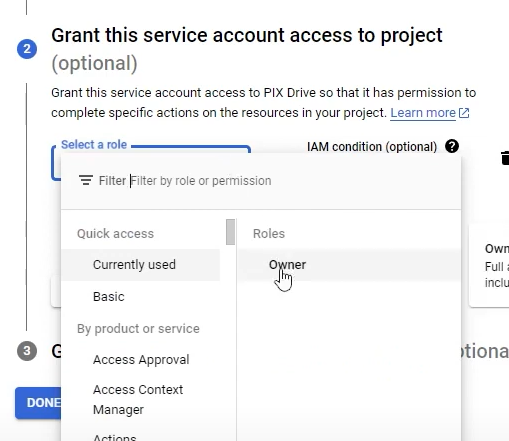 2
Grant this service account access to project
(optional)
Grant this service account access to PIX Drive so that it has permission to
complete specific actions on the resources in your project. Learn more
Select a role
IAM condition (optional) ?
Filter Filter by role or permission
Quick access
Currently used
Basic
By product or service
Access Approval
Access Context
Manager
Actions
Roles
Owner
Own
Full a
inclu
3 G
ptiona
DONE